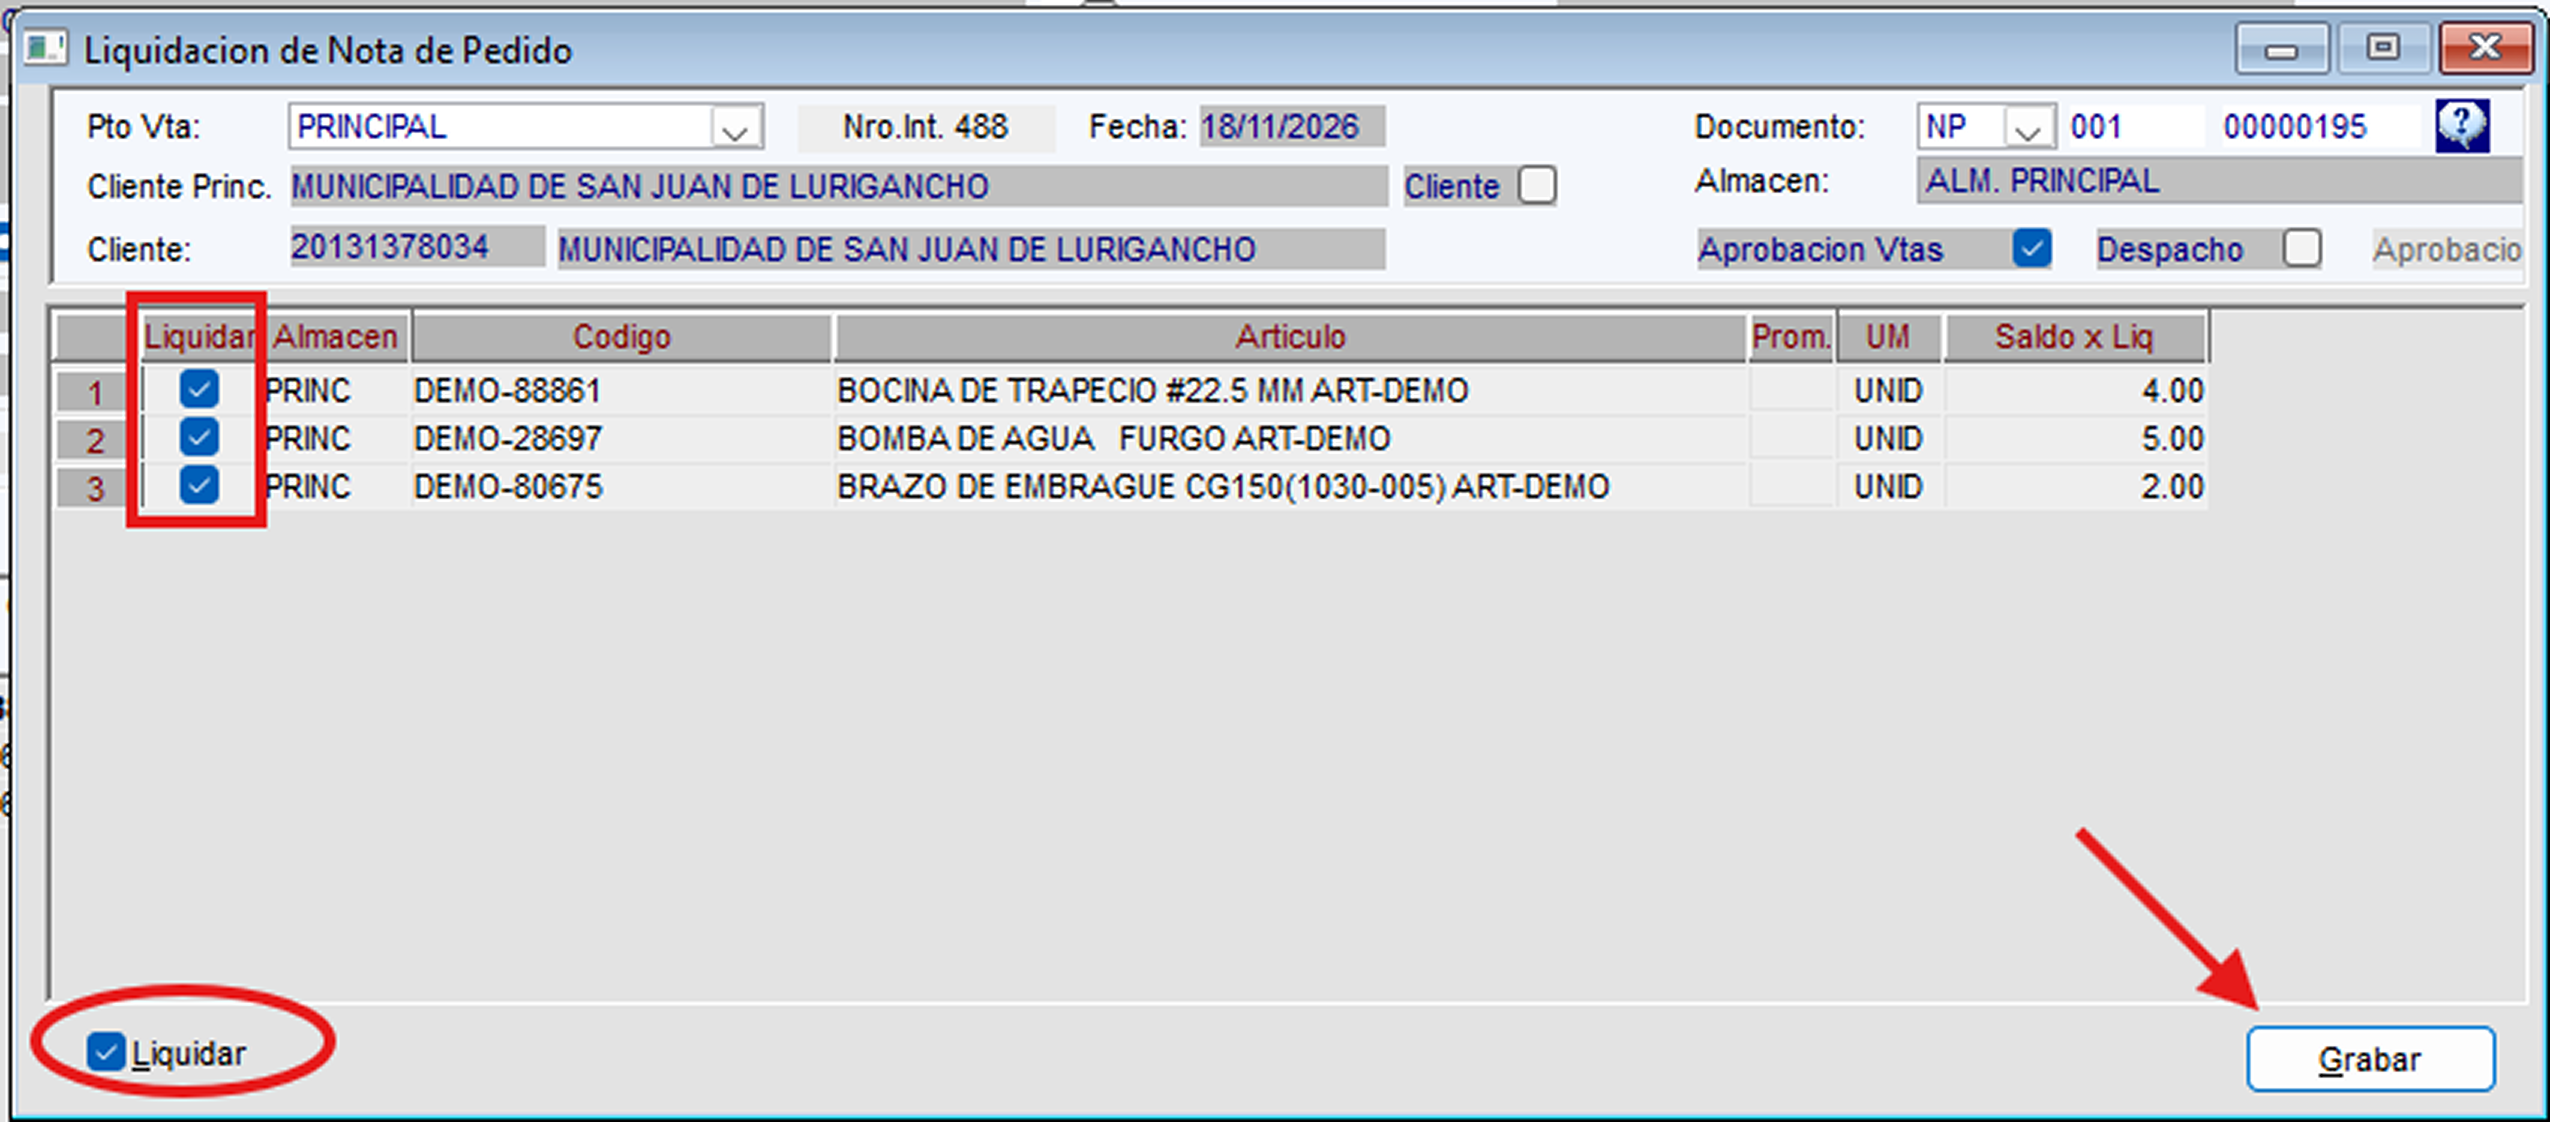 Liquidacion de Nota de Pedido
Pto Vta: PRINCIPAL Nro.Int. 488 Fecha: 18/11/2026 Documento: NP 001 00000195
Cliente Princ. MUNICIPALIDAD DE SAN JUAN DE LURIGANCHO Cliente Almacen: ALM. PRINCIPAL
Cliente: 20131378034 MUNICIPALIDAD DE SAN JUAN DE LURIGANCHO Aprobacion Vtas Despacho Aprobacio
Liquidar Almacen Codigo Articulo Prom. UM Saldo x Liq
1 PRINC DEMO-88861 BOCINA DE TRAPECIO #22.5 MM ART-DEMO UNID 4.00
2 PRINC DEMO-28697 BOMBA DE AGUA FURGO ART-DEMO UNID 5.00
3 PRINC DEMO-80675 BRAZO DE EMBRAGUE CG150(1030-005) ART-DEMO UNID 2.00
Liquidar Grabar